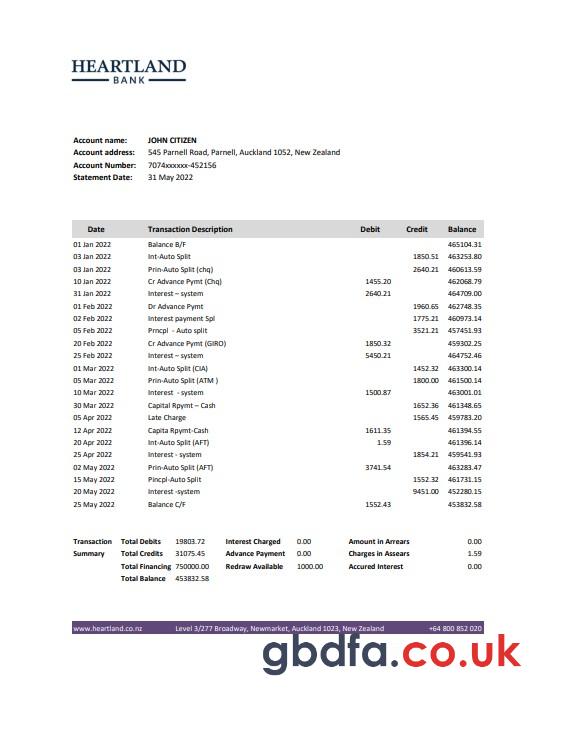 HEARTLAND
BANK
Account name: JOHN CITIZEN
Account address: 545 Parnell Road, Parnell, Auckland 1052, New Zealand
Account Number: 7074xxxxxx-452156
Statement Date: 31 May 2022
Date Transaction Description Debit Credit Balance
01 Jan 2022 Balance B/F 465104.31
03 Jan 2022 Int-Auto Split 1850.51 463253.80
03 Jan 2022 Prin-Auto Split (chq) 2640.21 460613.59
10 Jan 2022 Cr Advance Pymt (Chq) 1455.20 462068.79
31 Jan 2022 Interest – system 2640.21 464709.00
01 Feb 2022 Dr Advance Pymt 1960.65 462748.35
02 Feb 2022 Interest payment Spl 1775.21 460973.14
05 Feb 2022 Prncpl - Auto split 3521.21 457451.93
20 Feb 2022 Cr Advance Pymt (GIRO) 1850.32 459302.25
25 Feb 2022 Interest – system 5450.21 464752.46
01 Mar 2022 Int-Auto Split (CIA) 1452.32 463300.14
05 Mar 2022 Prin-Auto Split (ATM ) 1800.00 461500.14
10 Mar 2022 Interest - system 1500.87 463001.01
30 Mar 2022 Capital Rpymt – Cash 1652.36 461348.65
05 Apr 2022 Late Charge 1565.45 459783.20
12 Apr 2022 Capita Rpymt-Cash 1611.35 461394.55
20 Apr 2022 Int-Auto Split (AFT) 1.59 461396.14
25 Apr 2022 Interest - system 1854.21 459541.93
02 May 2022 Prin-Auto Split (AFT) 3741.54 463283.47
15 May 2022 Pincpl-Auto Split 1552.32 461731.15
20 May 2022 Interest -system 9451.00 452280.15
25 May 2022 Balance C/F 1552.43 453832.58
Transaction Total Debits 19803.72 Interest Charged 0.00 Amount in Arrears 0.00
Summary Total Credits 31075.45 Advance Payment 0.00 Charges in Assears 1.59
Total Financing 750000.00 Redraw Available 1000.00 Accured Interest 0.00
Total Balance 453832.58
www.heartland.co.nz Level 3/277 Broadway, Newmarket, Auckland 1023, New Zealand +64 800 852 020
gbdfa.co.uk